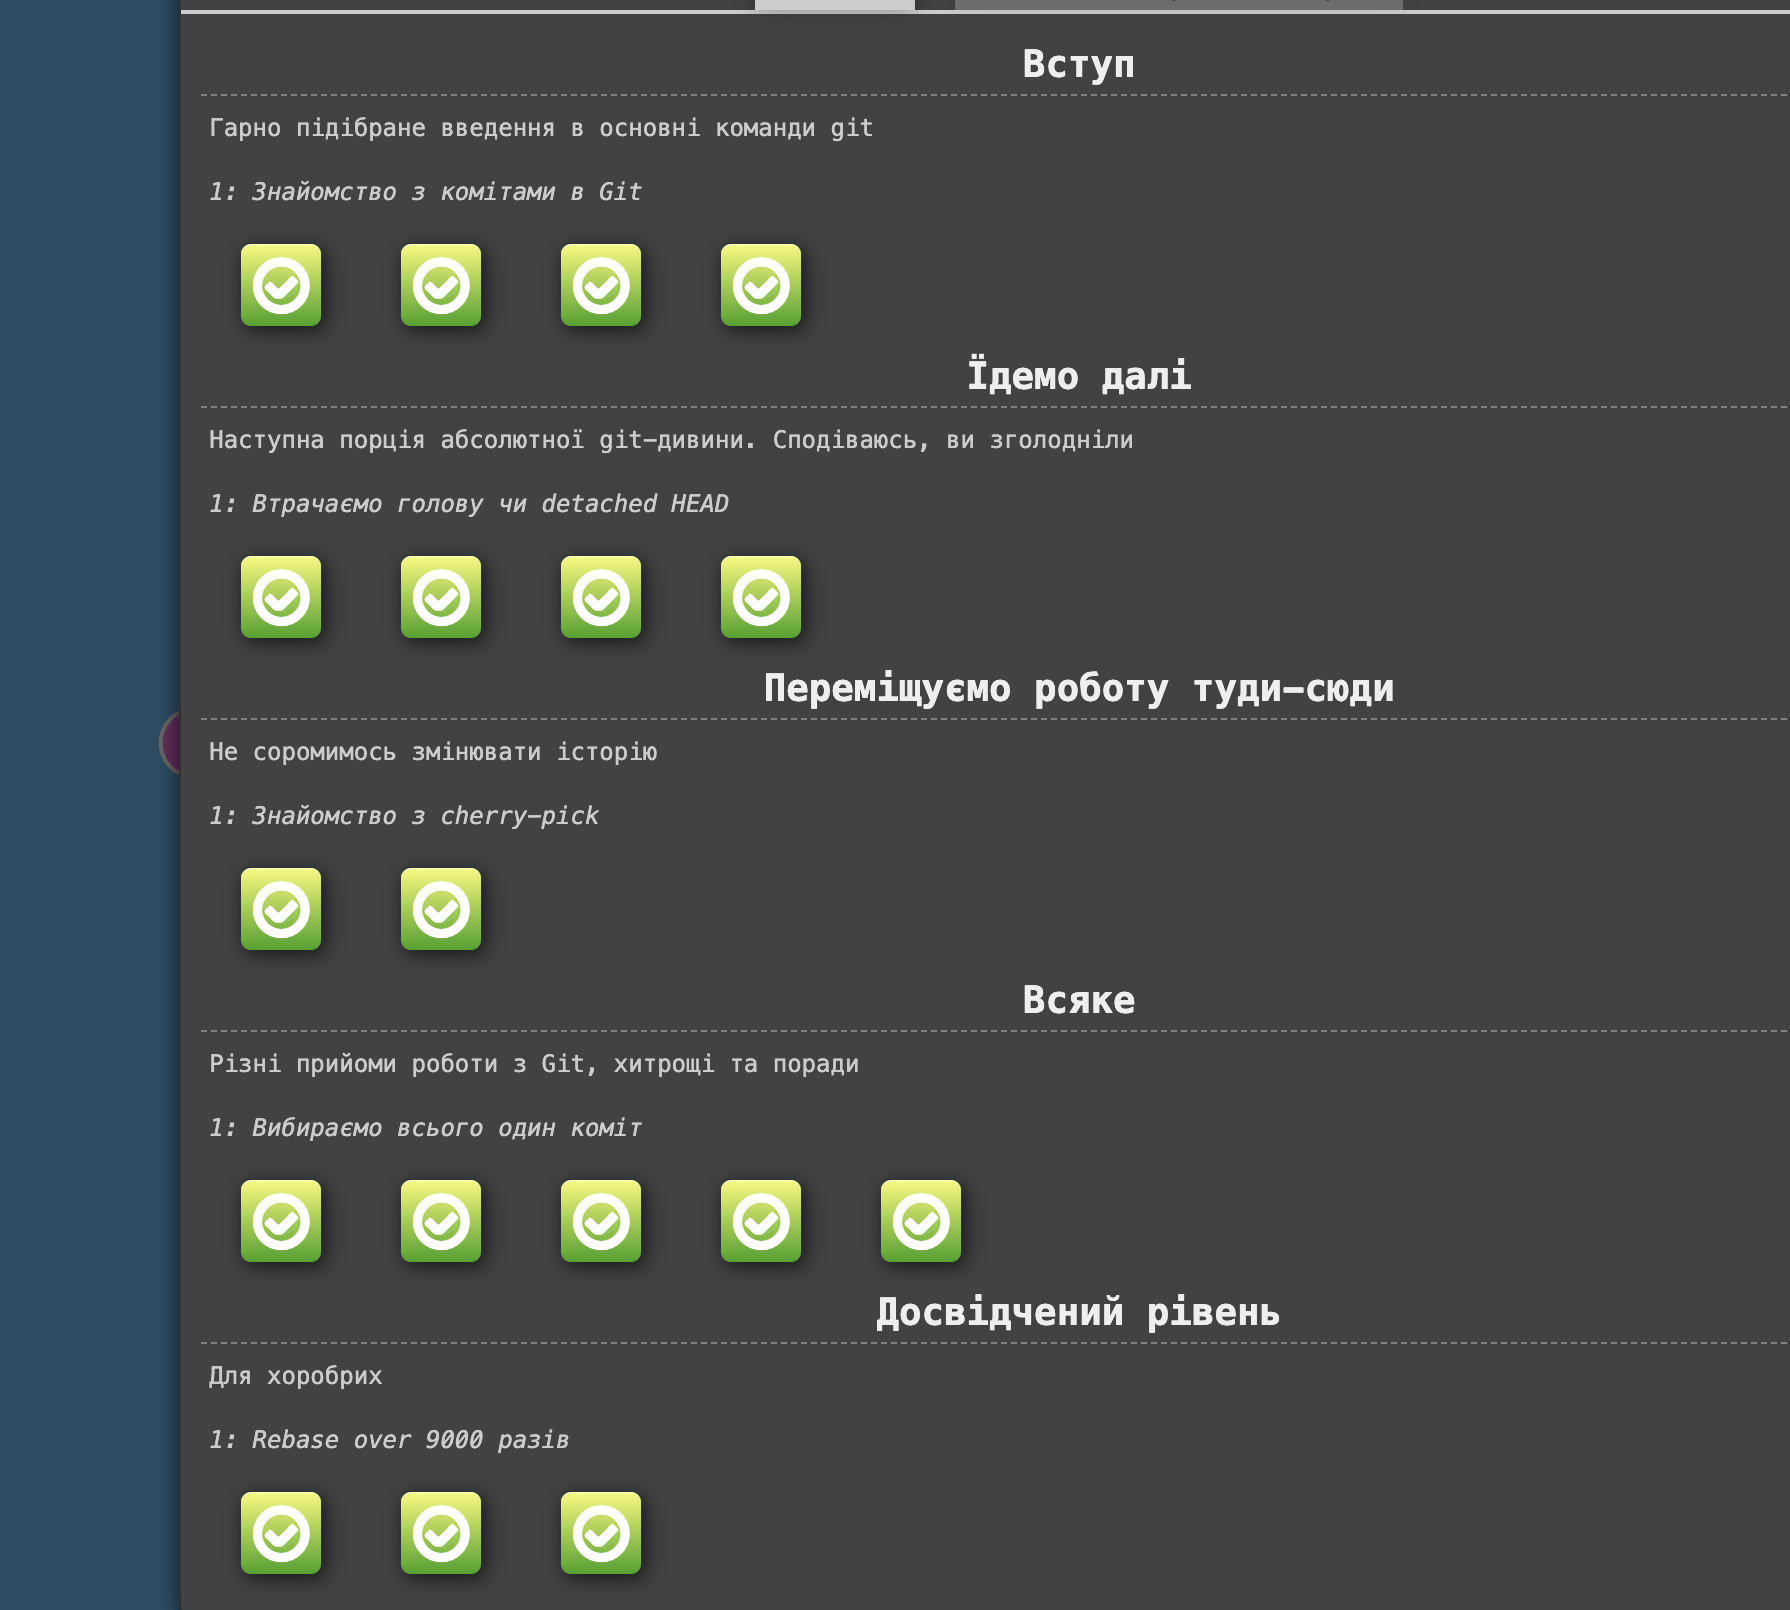 Вступ
Гарно підібране введення в основні команди git
1: Знайомство з комітами в Git
Їдемо далі
Наступна порція абсолютної git-дивини. Сподіваюсь, ви зголодніли
1: Втрачаємо голову чи detached HEAD
Переміщуємо роботу туди-сюди
Не соромимось змінювати історію
1: Знайомство з cherry-pick
Всяке
Різні прийоми роботи з Git, хитрощі та поради
1: Вибираємо всього один коміт
Досвідчений рівень
Для хоробрих
1: Rebase over 9000 разів